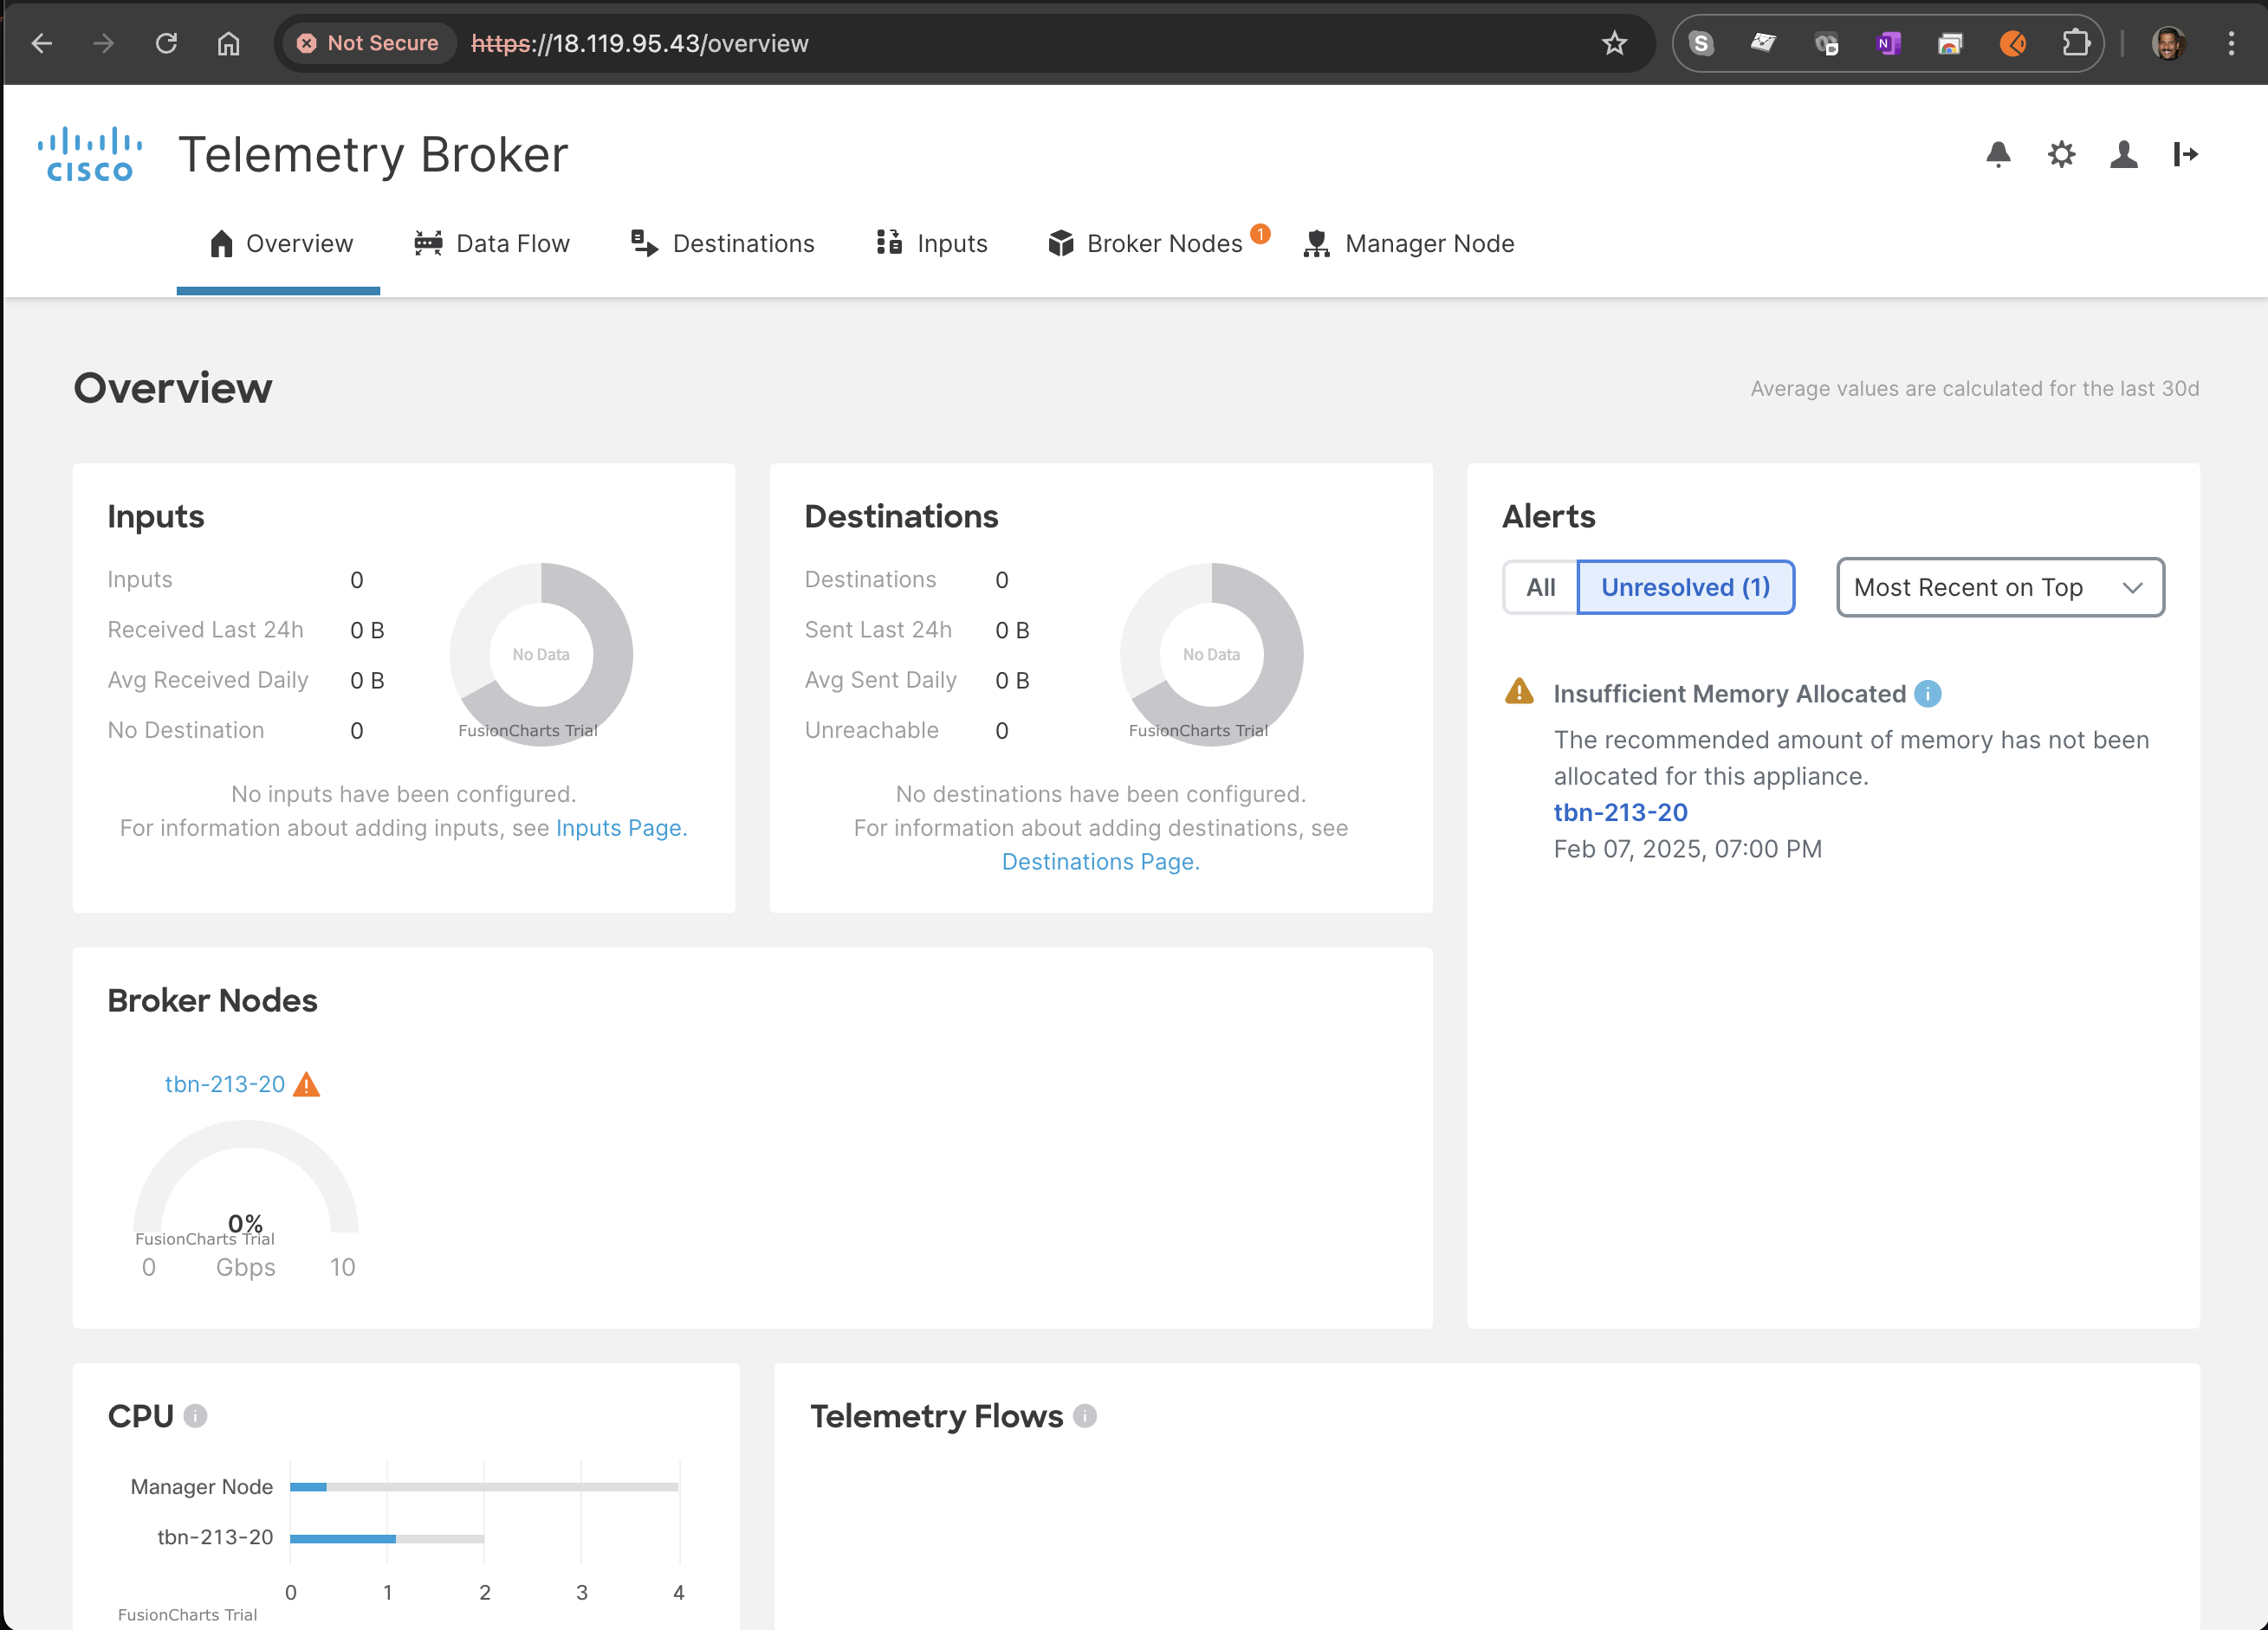 Not Secure
https://18.119.95.43/overview
CISCO
Telemetry Broker
Overview
Data Flow
Destinations
Inputs
Broker Nodes
1
Manager Node
Overview
Average values are calculated for the last 30d
Inputs
Inputs 0
Received Last 24h 0 B
Avg Received Daily 0 B
No Destination 0
No Data
FusionCharts Trial
No inputs have been configured.
For information about adding inputs, see Inputs Page.
Destinations
Destinations 0
Sent Last 24h 0 B
Avg Sent Daily 0 B
Unreachable 0
No Data
FusionCharts Trial
No destinations have been configured.
For information about adding destinations, see
Destinations Page.
Alerts
All
Unresolved (1)
Most Recent on Top
Insufficient Memory Allocated
The recommended amount of memory has not been
allocated for this appliance.
tbn-213-20
Feb 07, 2025, 07:00 PM
Broker Nodes
tbn-213-20
0%
FusionCharts Trial
0 Gbps 10
CPU
Manager Node
tbn-213-20
0 1 2 3 4
FusionCharts Trial
Telemetry Flows